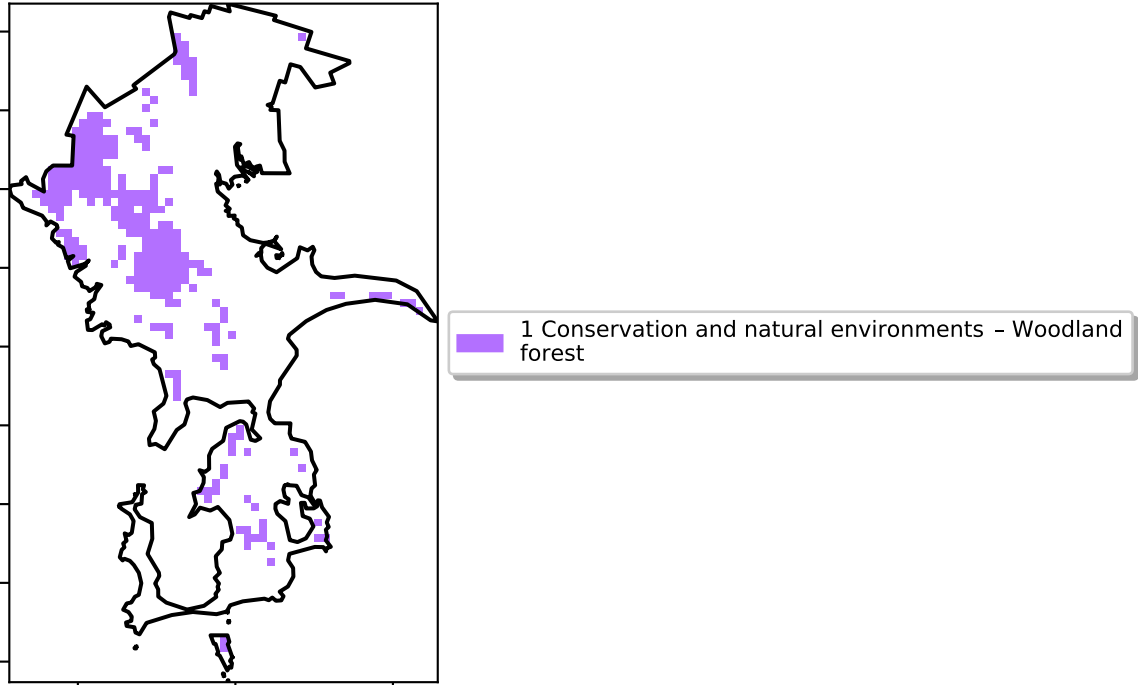 1 Conservation and natural environments – Woodland
forest